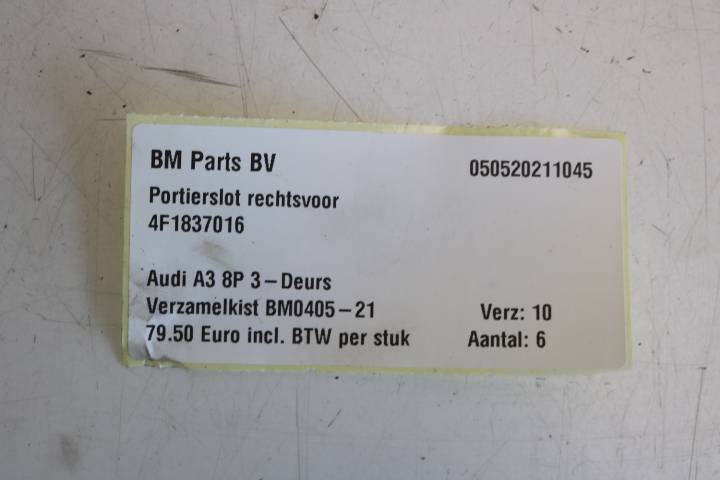 BM Parts BV 050520211045
Portierslot rechtsvoor
4F1837016
Audi A3 8P 3-Deurs
Verzamelkist BM0405-21 Verz: 10
79.50 Euro incl. BTW per stuk Aantal: 6